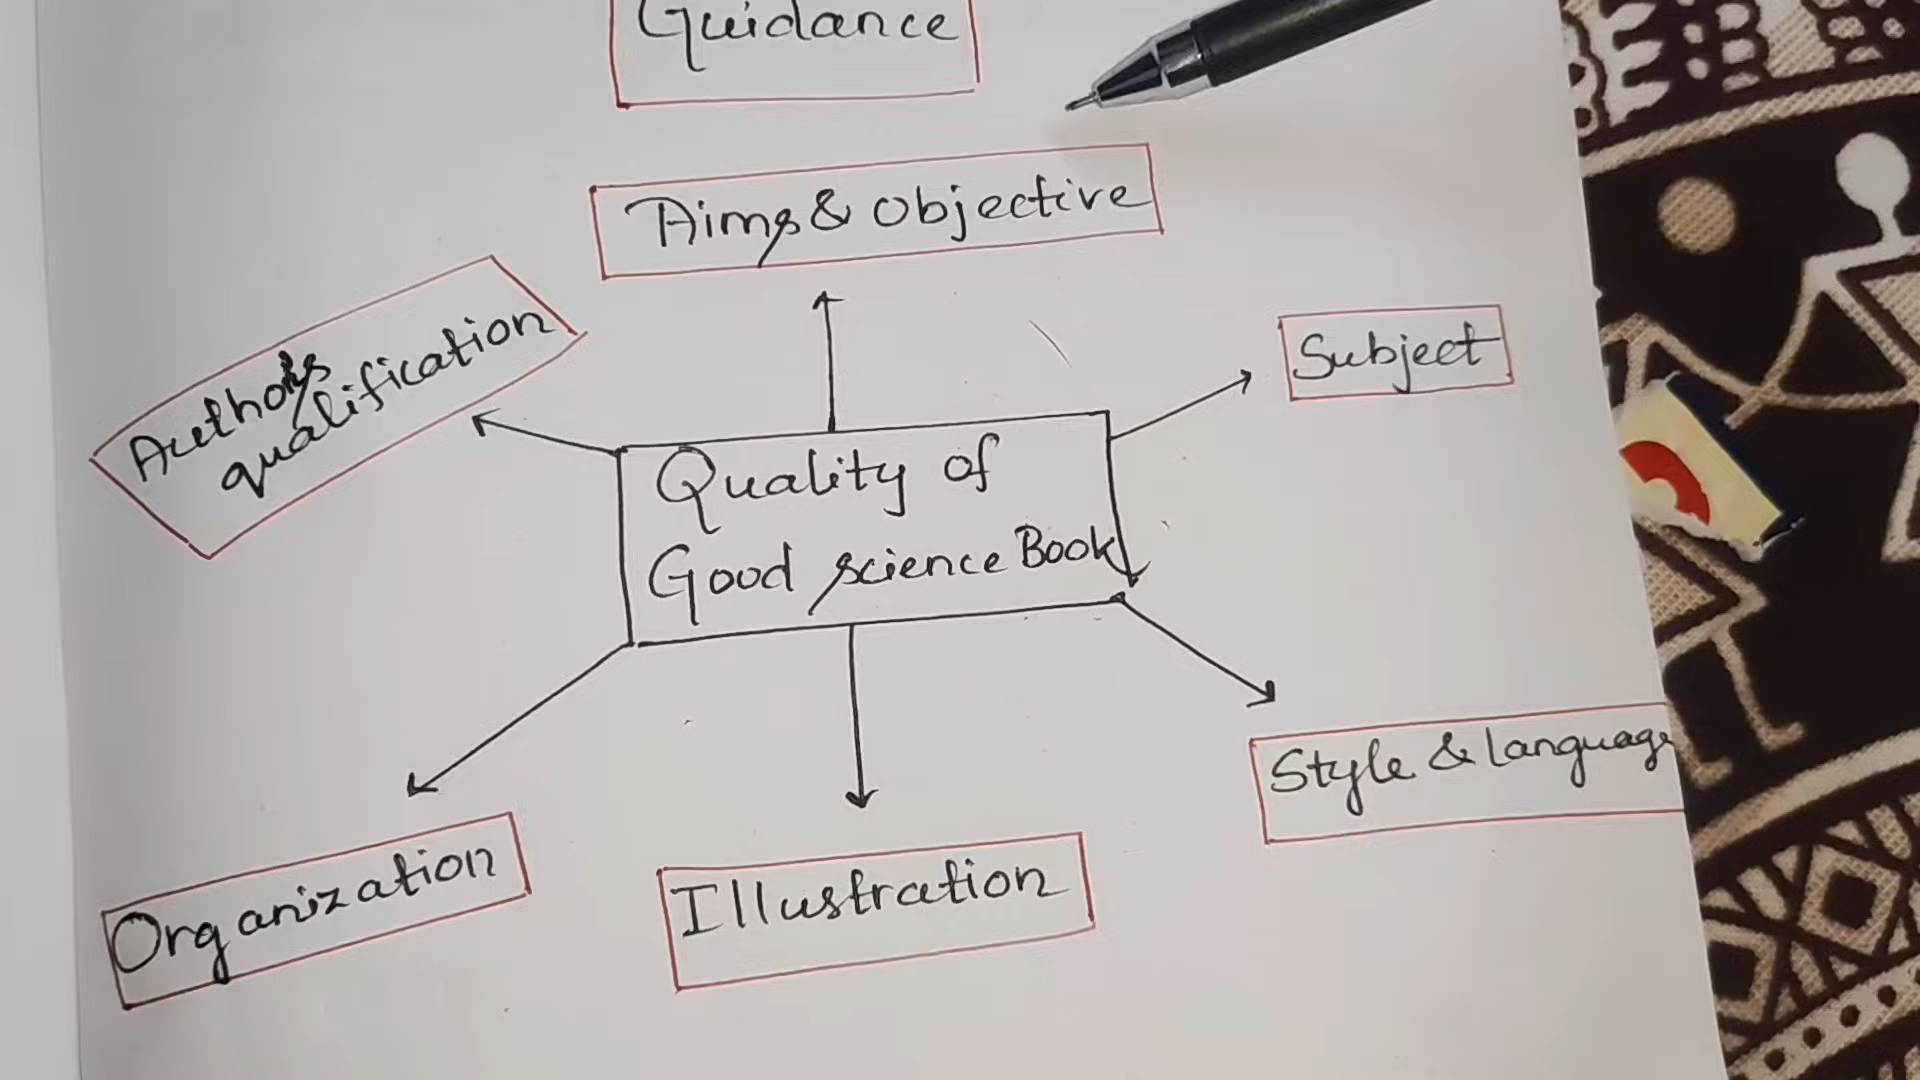 Guidance
Aims & Objective
Authors
qualification
Subject
Quality of
Good science Book
Style & language
Organization
Illustration